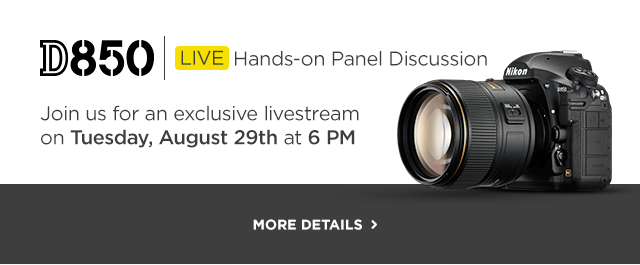 D850 | LIVE Hands-on Panel Discussion
Join us for an exclusive livestream
on Tuesday, August 29th at 6 PM
Nikon
D850
MORE DETAILS >